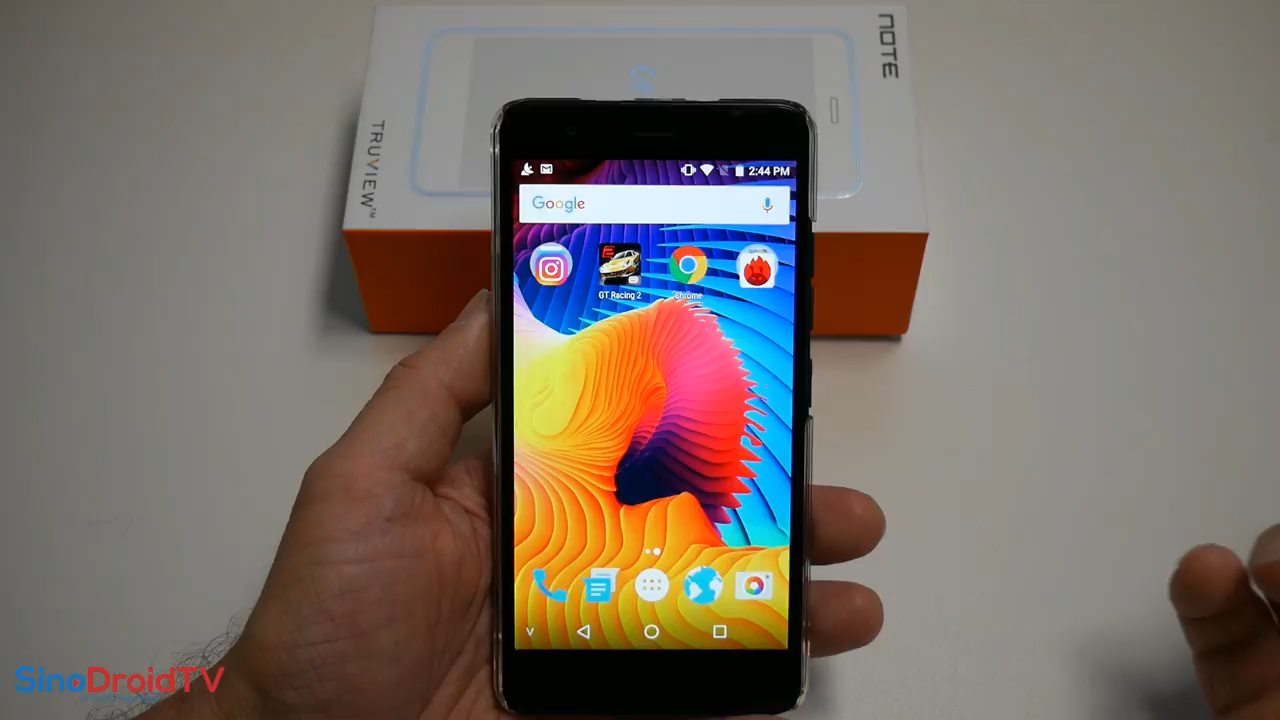 NOTE
TRUVIEW™
2:44 PM
Google
GT Racing 2
Chrome
SinoDroidTV